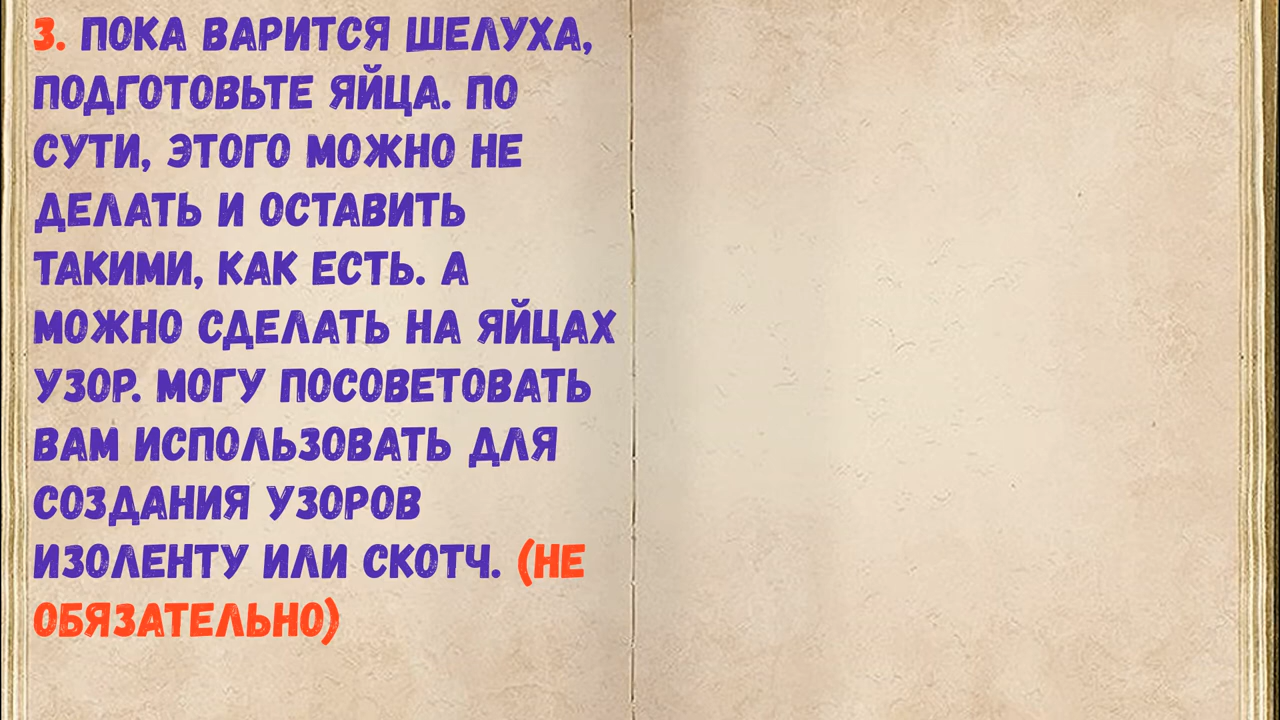 3. ПОКА ВАРИТСЯ ШЕЛУХА,
ПОДГОТОВЬТЕ ЯЙЦА. ПО
СУТИ, ЭТОГО МОЖНО НЕ
ДЕЛАТЬ И ОСТАВИТЬ
ТАКИМИ, КАК ЕСТЬ. А
МОЖНО СДЕЛАТЬ НА ЯЙЦАХ
УЗОР. МОГУ ПОСОВЕТОВАТЬ
ВАМ ИСПОЛЬЗОВАТЬ ДЛЯ
СОЗДАНИЯ УЗОРОВ
ИЗОЛЕНТУ ИЛИ СКОТЧ. (НЕ
ОБЯЗАТЕЛЬНО)